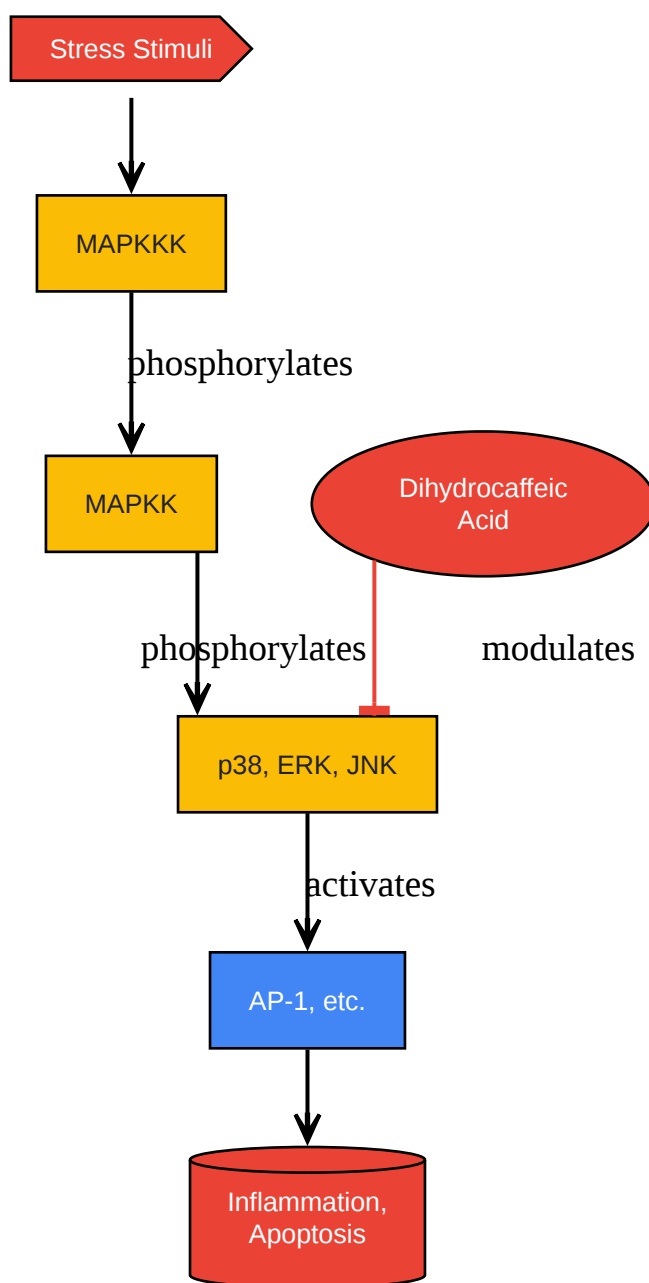 Stress Stimuli
MAPKKK
phosphorylates
MAPKK
Dihydrocaffeic
Acid
phosphorylates
modulates
p38, ERK, JNK
activates
AP-1, etc.
Inflammation,
Apoptosis